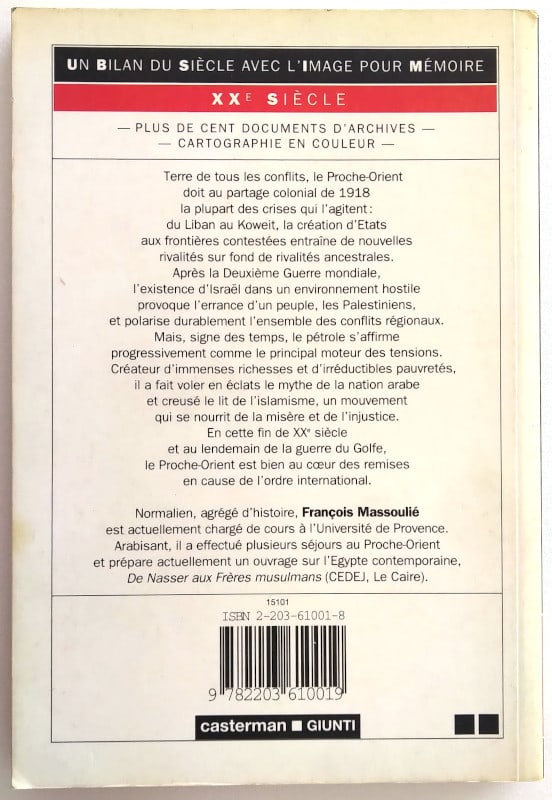 UN BILAN DU SIÈCLE AVEC L'IMAGE POUR MÉMOIRE
XXE SIÈCLE
— PLUS DE CENT DOCUMENTS D'ARCHIVES —
— CARTOGRAPHIE EN COULEUR —
Terre de tous les conflits, le Proche-Orient
doit au partage colonial de 1918
la plupart des crises qui l'agitent :
du Liban au Koweit, la création d'Etats
aux frontières contestées entraîne de nouvelles
rivalités sur fond de rivalités ancestrales.
Après la Deuxième Guerre mondiale,
l'existence d'Israël dans un environnement hostile
provoque l'errance d'un peuple, les Palestiniens,
et polarise durablement l'ensemble des conflits régionaux.
Mais, signe des temps, le pétrole s'affirme
progressivement comme le principal moteur des tensions.
Créateur d'immenses richesses et d'irréductibles pauvretés,
il a fait voler en éclats le mythe de la nation arabe
et creusé le lit de l'islamisme, un mouvement
qui se nourrit de la misère et de l'injustice.
En cette fin de XXe siècle
et au lendemain de la guerre du Golfe,
le Proche-Orient est bien au cœur des remises
en cause de l'ordre international.
Normalien, agrégé d'histoire, François Massoulié
est actuellement chargé de cours à l'Université de Provence.
Arabisant, il a effectué plusieurs séjours au Proche-Orient
et prépare actuellement un ouvrage sur l'Egypte contemporaine,
De Nasser aux Frères musulmans (CEDEJ, Le Caire).
15101
ISBN 2-203-61001-8
9 782203 610019
casterman ■ GIUNTI